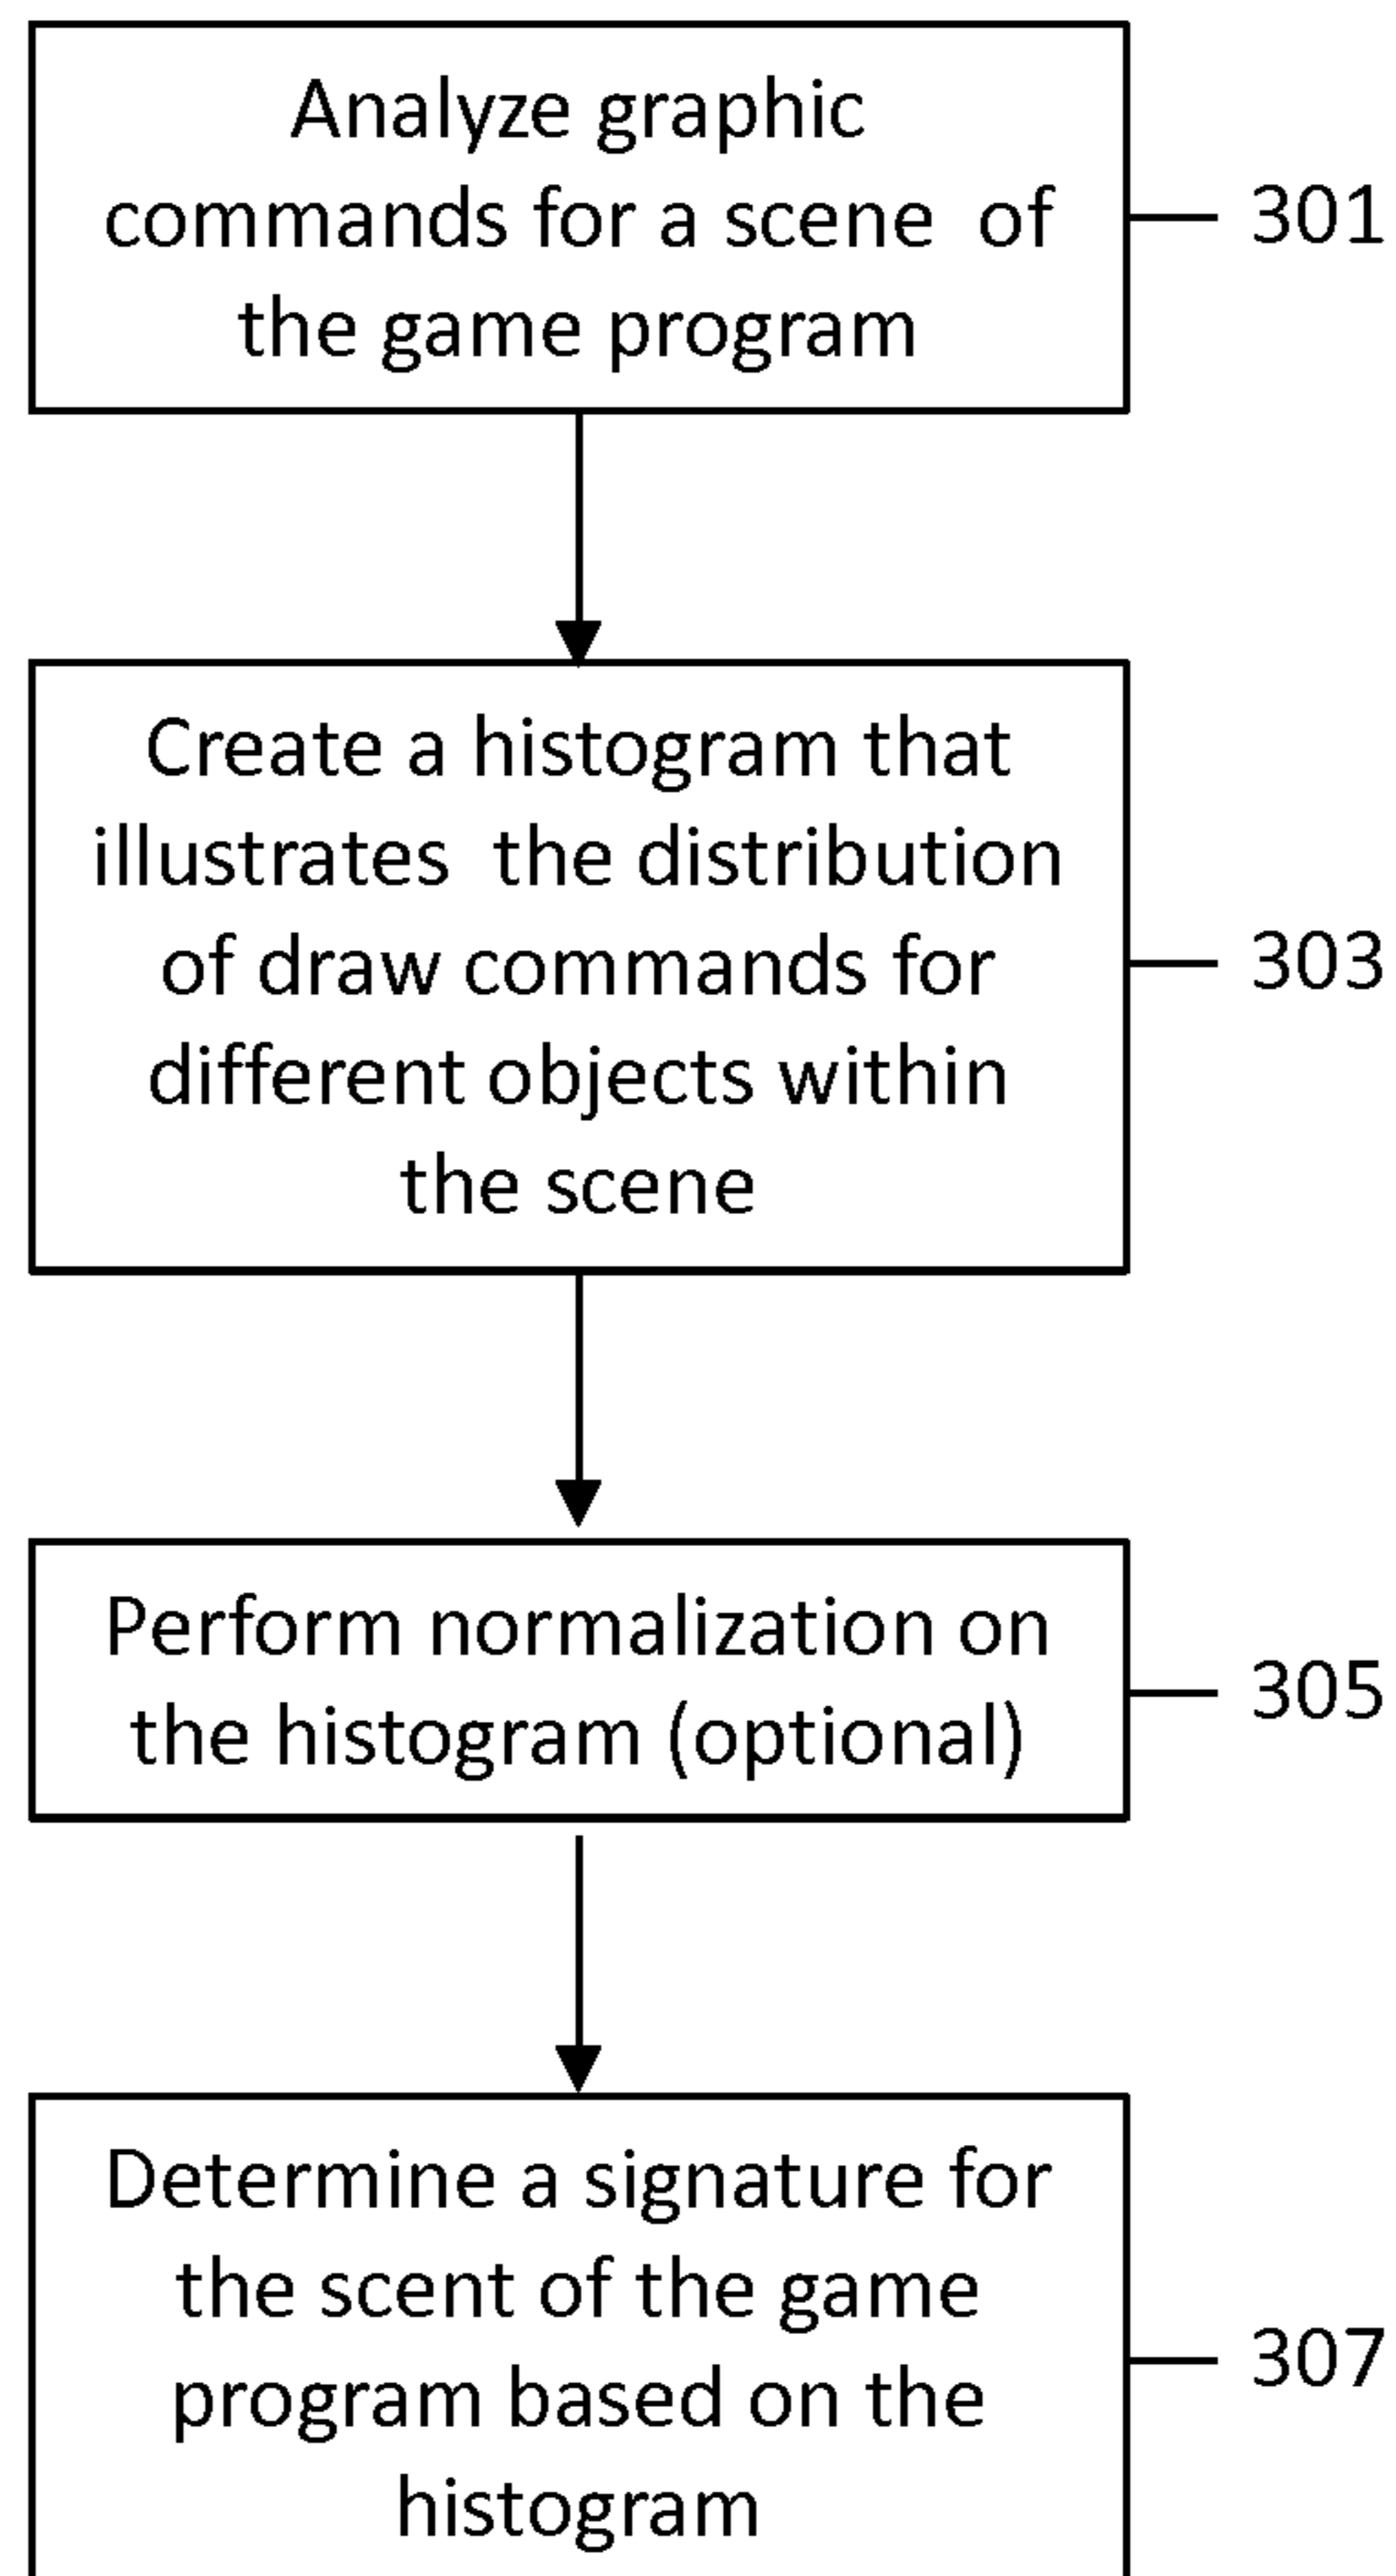 Analyze graphic
commands for a scene of
the game program
301
Create a histogram that
illustrates the distribution
of draw commands for
different objects within
the scene
303
Perform normalization on
the histogram (optional)
305
Determine a signature for
the scent of the game
program based on the
histogram
307